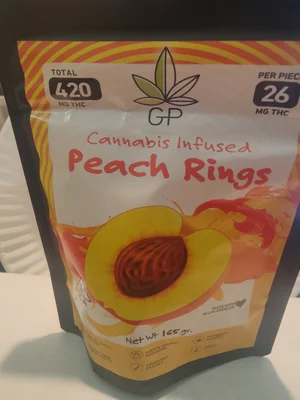 TOTAL
420
MG THC
GP
PER PIECE
26
MG THC
Cannabis Infused
Peach Rings
Net Wt 165 gr.